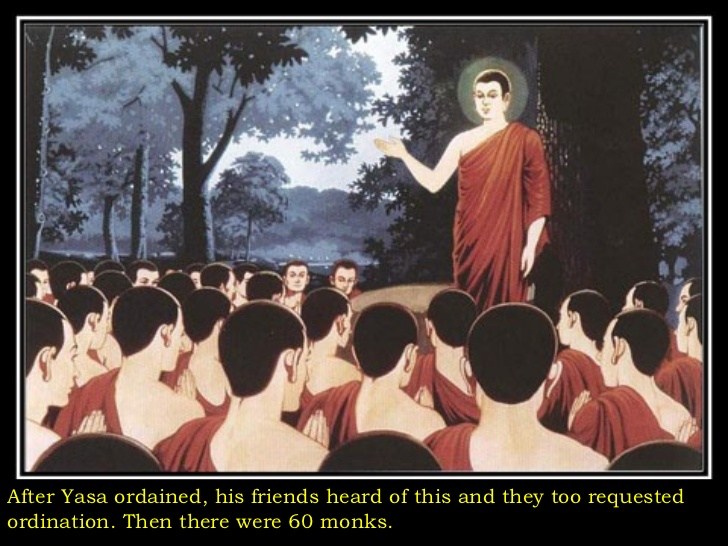 After Yasa ordained, his friends heard of this and they too requested
ordination. Then there were 60 monks.